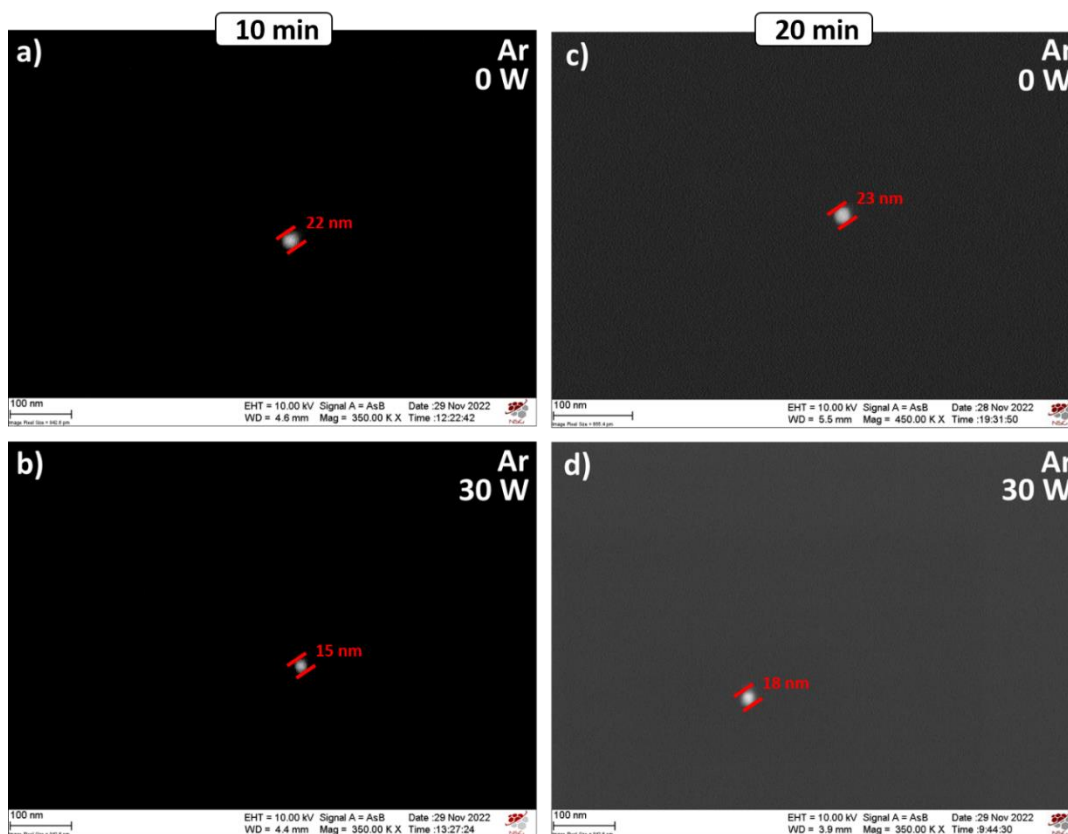 10 min
20 min
a)
Ar
0 W
22 nm
100 nm
EHT = 10.00 kV Signal A = AsB Date :29 Nov 2022
WD = 4.6 mm Mag = 350.00 K X Time :12:22:42
c)
Ar
0 W
23 nm
100 nm
EHT = 10.00 kV Signal A = AsB Date :28 Nov 2022
WD = 5.5 mm Mag = 450.00 K X Time :19:31:50
b)
Ar
30 W
15 nm
100 nm
EHT = 10.00 kV Signal A = AsB Date :29 Nov 2022
WD = 4.4 mm Mag = 350.00 K X Time :13:27:24
d)
Ar
30 W
18 nm
100 nm
EHT = 10.00 kV Signal A = AsB Date :29 Nov 2022
WD = 3.9 mm Mag = 350.00 K X Time :9:44:30